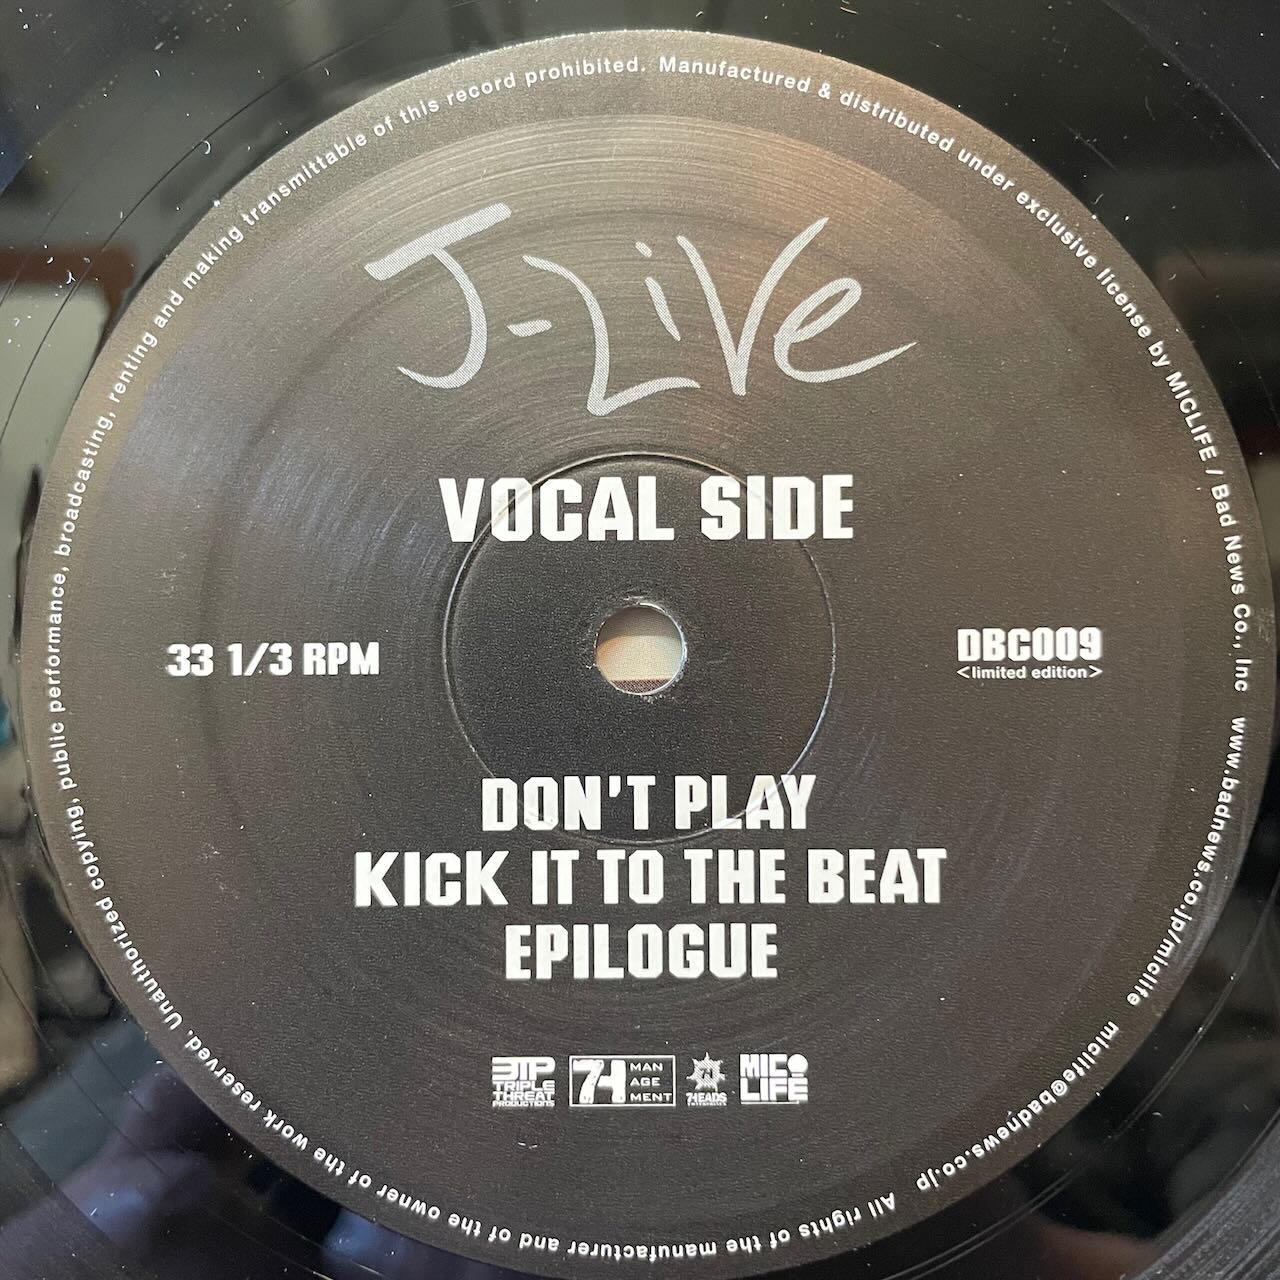 J-Live
VOCAL SIDE
33 1/3 RPM
DBC009
<limited edition>
DON'T PLAY
KICK IT TO THE BEAT
EPILOGUE
3TP
TRIPLE
THREAT
PRODUCTIONS
7H
MAN
AGE
MENT
7HEADS
MIC
LIFE
Manufactured & distributed under exclusive license by MICLIFE / Bad News Co., Inc www.badnews.co.jp/miclife miclife@badnews.co.jp All rights of the manufacturer and of the owner of the work reserved. Unauthorized copying, public performance, broadcasting, renting and making transmittable of this record prohibited.